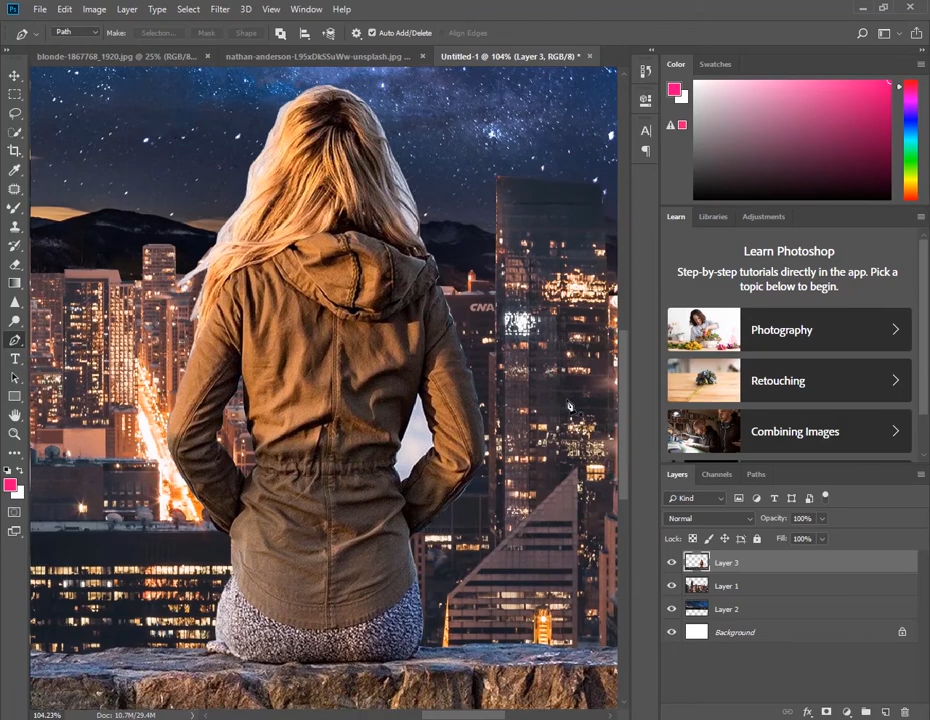 Ps File Edit Image Layer Type Select Filter 3D View Window Help
Path Make: Selection... Mask Shape Auto Add/Delete Align Edges
blonde-1867768_1920.jpg @ 25% (RGB/8... × nathan-anderson-L95xDkSSuWw-unsplash.jpg ... × Untitled-1 @ 104% (Layer 3, RGB/8) * ×
Color Swatches
Learn Libraries Adjustments
Learn Photoshop
Step-by-step tutorials directly in the app. Pick a
topic below to begin.
CNA
Photography
Retouching
Combining Images
Layers Channels Paths
Kind
Normal Opacity: 100%
Lock: Fill: 100%
Layer 3
Layer 1
Layer 2
Background
104.23% Doc: 10.7M/29.4M